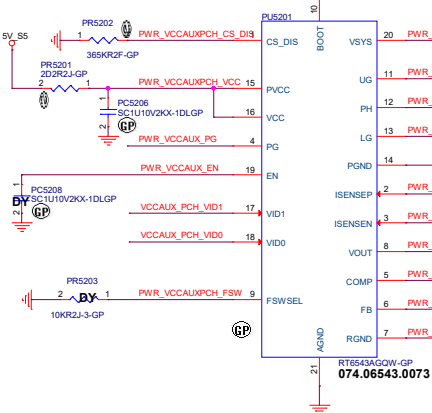 PR5202
PU5201
10
5V_S5
PWR_VCCAUXPCH_CS_DIS
CS_DIS
BOOT
VSYS
20
PWR_
365KR2F-GP
PR5201
2D2R2J-GP
2
1
PWR_VCCAUXPCH_VCC
15
PVCC
UG
11
PWR_
PC5206
SC1U10V2KX-1DLGP
1
2
GP
16
VCC
PH
12
PWR_
PWR_VCCAUX_PG
4
PG
LG
13
PWR_
PGND
14
PWR_VCCAUX_EN
19
EN
ISENSEP
2
PWR_
PC5208
SC1U10V2KX-1DLGP
DY
1
2
GP
VCCAUX_PCH_VID1
17
VID1
ISENSEN
3
PWR_
VCCAUX_PCH_VID0
18
VID0
VOUT
8
PWR_
COMP
5
PWR_
PR5203
2
DY
1
PWR_VCCAUXPCH_FSW
9
FSWSEL
FB
6
PWR_
10KR2J-3-GP
GP
AGND
RGND
7
PWR_
21
RT6543AGQW-GP
074.06543.0073